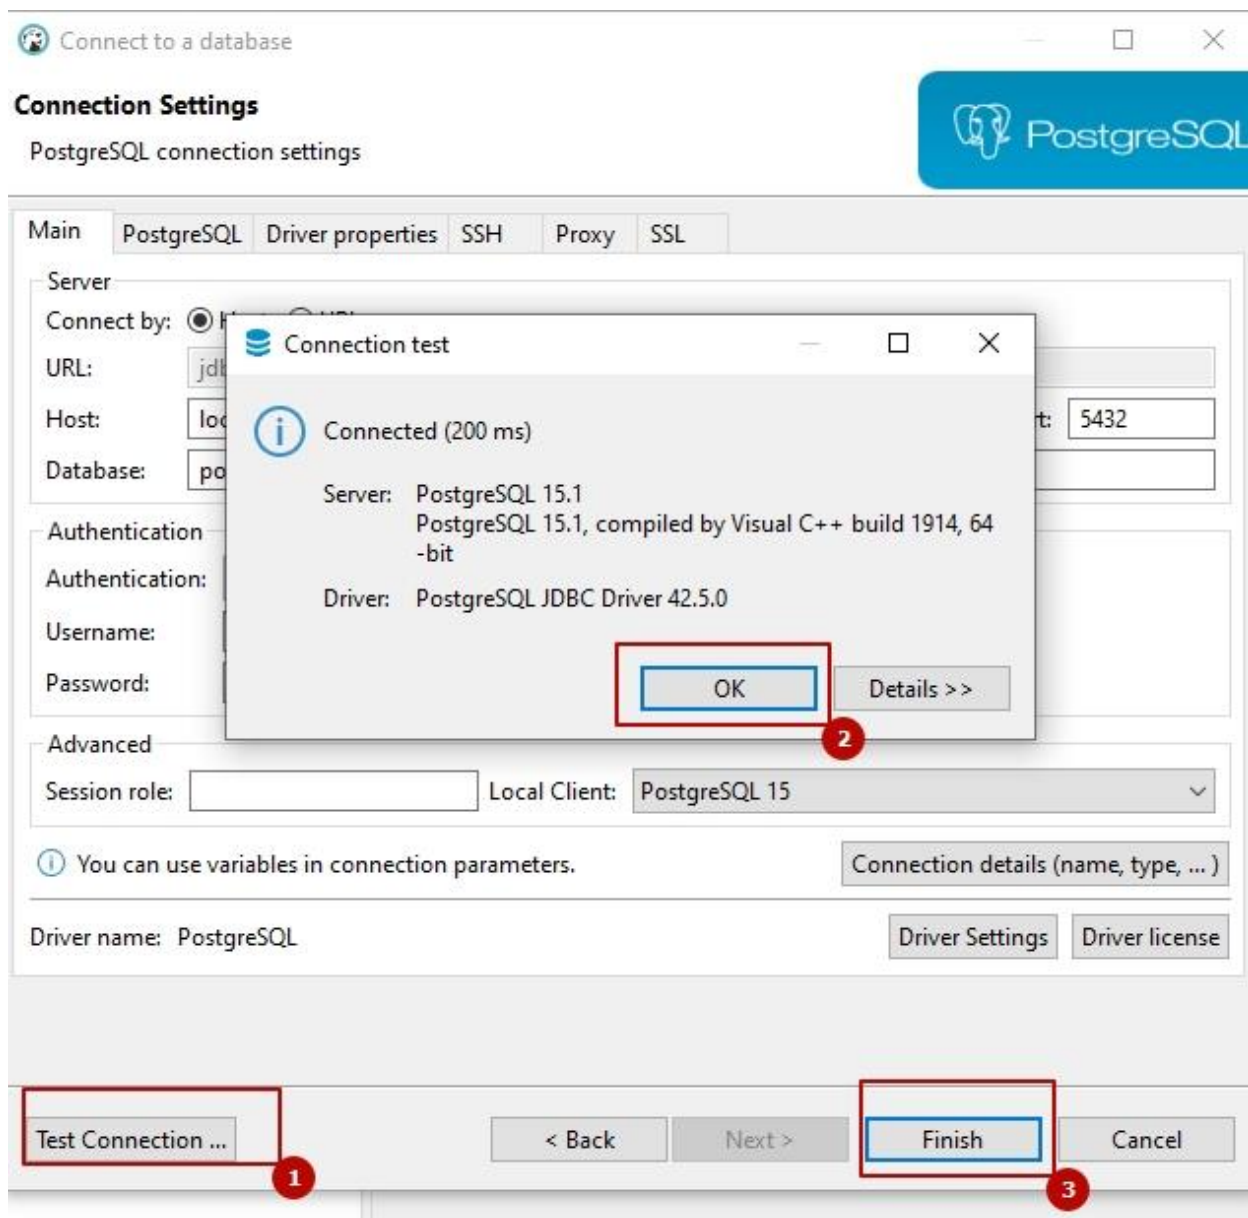 Connect to a database
Connection Settings
PostgreSQL connection settings
PostgreSQL
Main PostgreSQL Driver properties SSH Proxy SSL
Server
Connect by:
URL:
Connection test
Host:
Connected (200 ms)
5432
Database:
Server: PostgreSQL 15.1
PostgreSQL 15.1, compiled by Visual C++ build 1914, 64
-bit
Authentication
Authentication:
Driver: PostgreSQL JDBC Driver 42.5.0
Username:
Password:
OK Details >>
2
Advanced
Session role: Local Client: PostgreSQL 15
You can use variables in connection parameters. Connection details (name, type, ... )
Driver name: PostgreSQL Driver Settings Driver license
Test Connection ... < Back Next > Finish Cancel
1
3